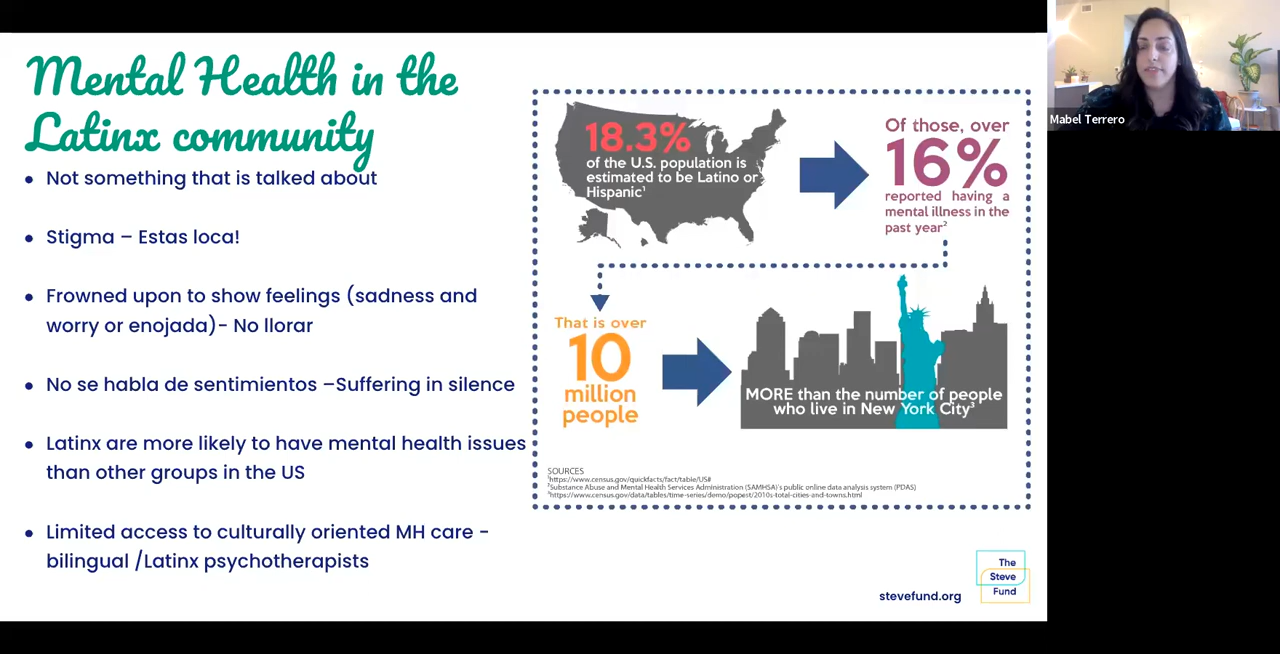 Mental Health in the
Latinx community
• Not something that is talked about
• Stigma – Estas loca!
• Frowned upon to show feelings (sadness and
worry or enojada)- No llorar
• No se habla de sentimientos –Suffering in silence
• Latinx are more likely to have mental health issues
than other groups in the US
• Limited access to culturally oriented MH care -
bilingual /Latinx psychotherapists
18.3%
of the U.S. population is
estimated to be Latino or
Hispanic¹
Of those, over
16%
reported having a
mental illness in the
past year²
That is over
10
million
people
MORE than the number of people
who live in New York City³
SOURCES
¹https://www.census.gov/quickfacts/fact/table/US#
²Substance Abuse and Mental Health Services Administration (SAMHSA)'s public online data analysis system (PDAS)
³https://www.census.gov/data/tables/time-series/demo/popest/2010s-total-cities-and-towns.html
stevefund.org
The
Steve
Fund
Mabel Terrero